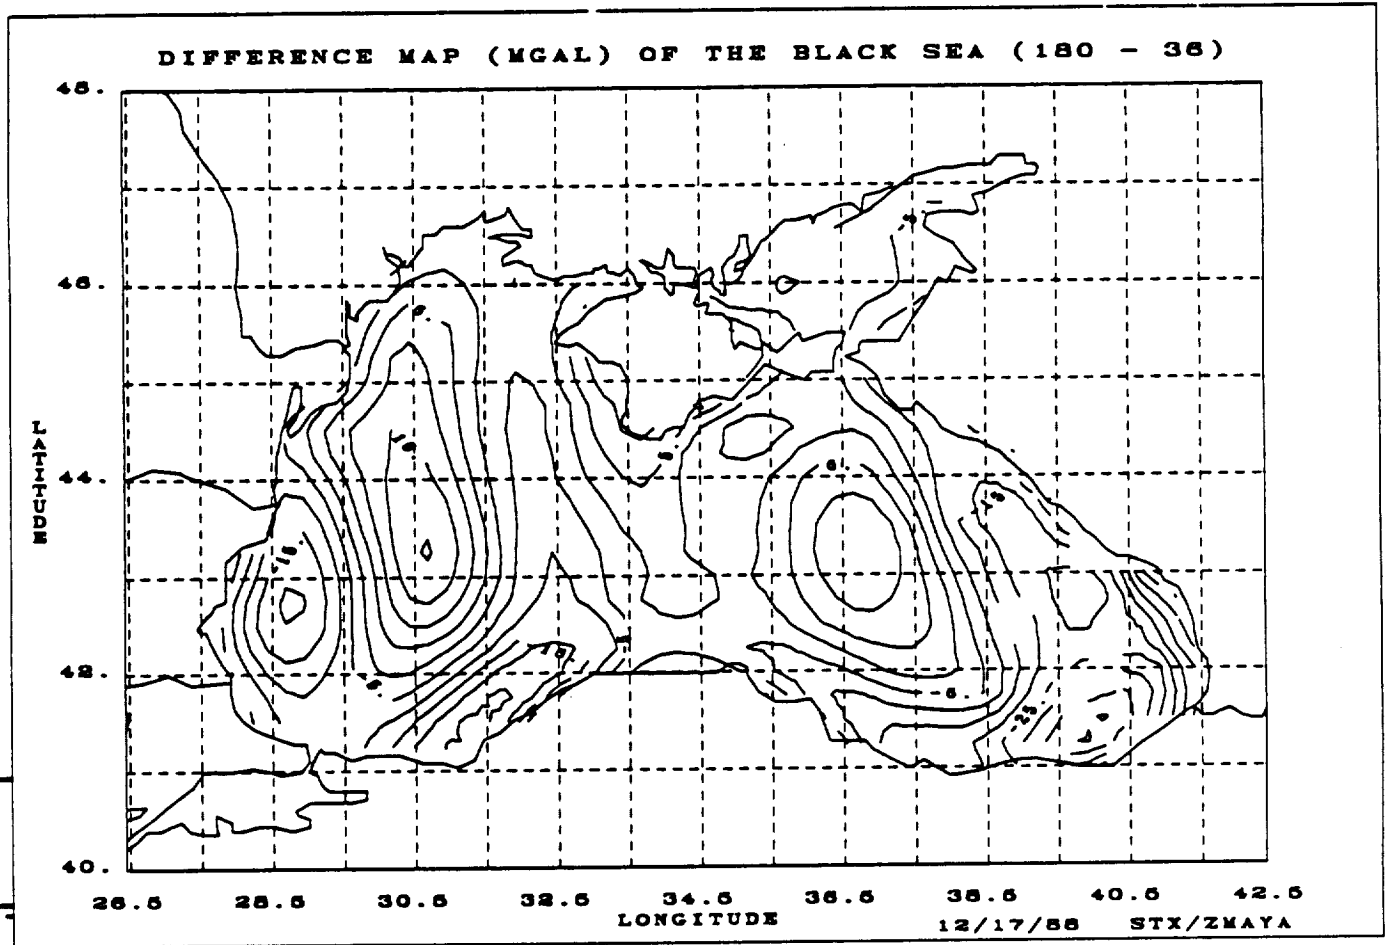 DIFFERENCE MAP (MGAL) OF THE BLACK SEA (180 - 36)
48.
46.
44.
42.
40.
LATITUDE
26.5 28.5 30.5 32.5 34.5 36.5 38.5 40.5 42.5
LONGITUDE
12/17/88 STX/ZMAYA